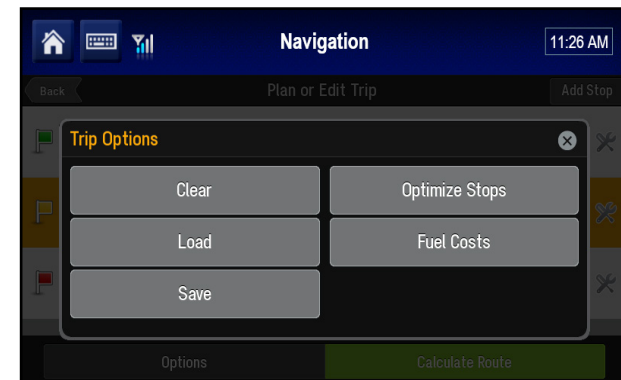 Navigation
11:26 AM
Back
Plan or Edit Trip
Add Stop
Trip Options
Clear
Optimize Stops
Load
Fuel Costs
Save
Options
Calculate Route